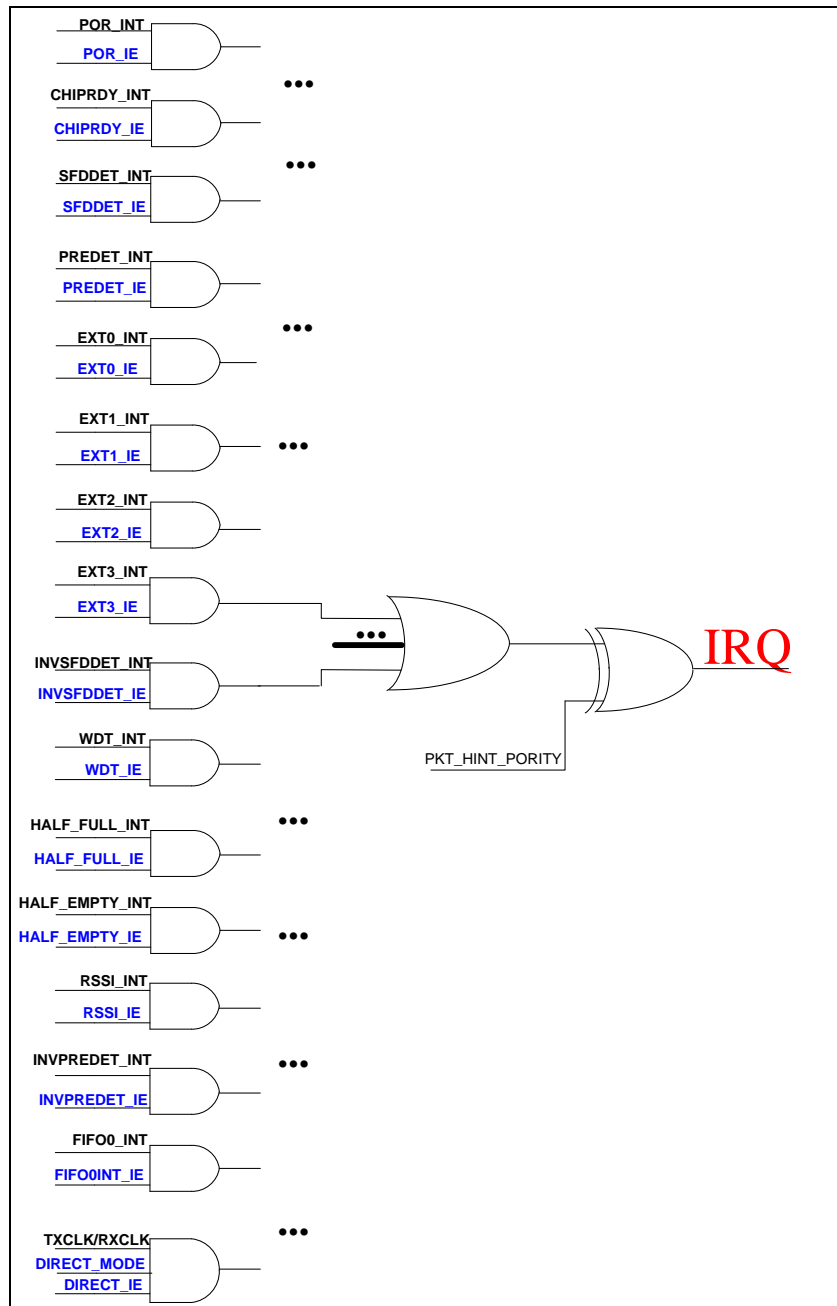 POR_INT
POR_IE
CHIPRDY_INT
CHIPRDY_IE
SFDDET_INT
SFDDET_IE
PREDET_INT
PREDET_IE
EXT0_INT
EXT0_IE
EXT1_INT
EXT1_IE
EXT2_INT
EXT2_IE
EXT3_INT
EXT3_IE
INVSFDDET_INT
INVSFDDET_IE
IRQ
WDT_INT
WDT_IE
PKT_HINT_PORITY
HALF_FULL_INT
HALF_FULL_IE
HALF_EMPTY_INT
HALF_EMPTY_IE
RSSI_INT
RSSI_IE
INVPREDET_INT
INVPREDET_IE
FIFO0_INT
FIFO0INT_IE
TXCLK/RXCLK
DIRECT_MODE
DIRECT_IE